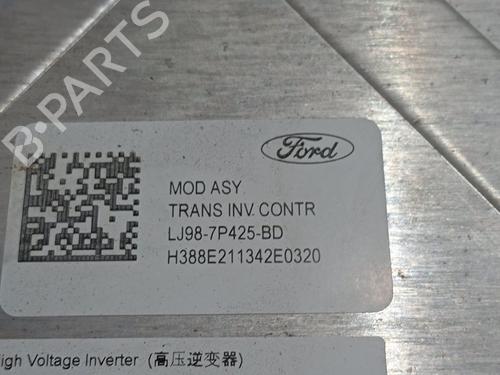 B-PARTS
Ford
MOD ASY
TRANS INV. CONTR
LJ98-7P425-BD
H388E211342E0320
igh Voltage Inverter (高压逆变器)